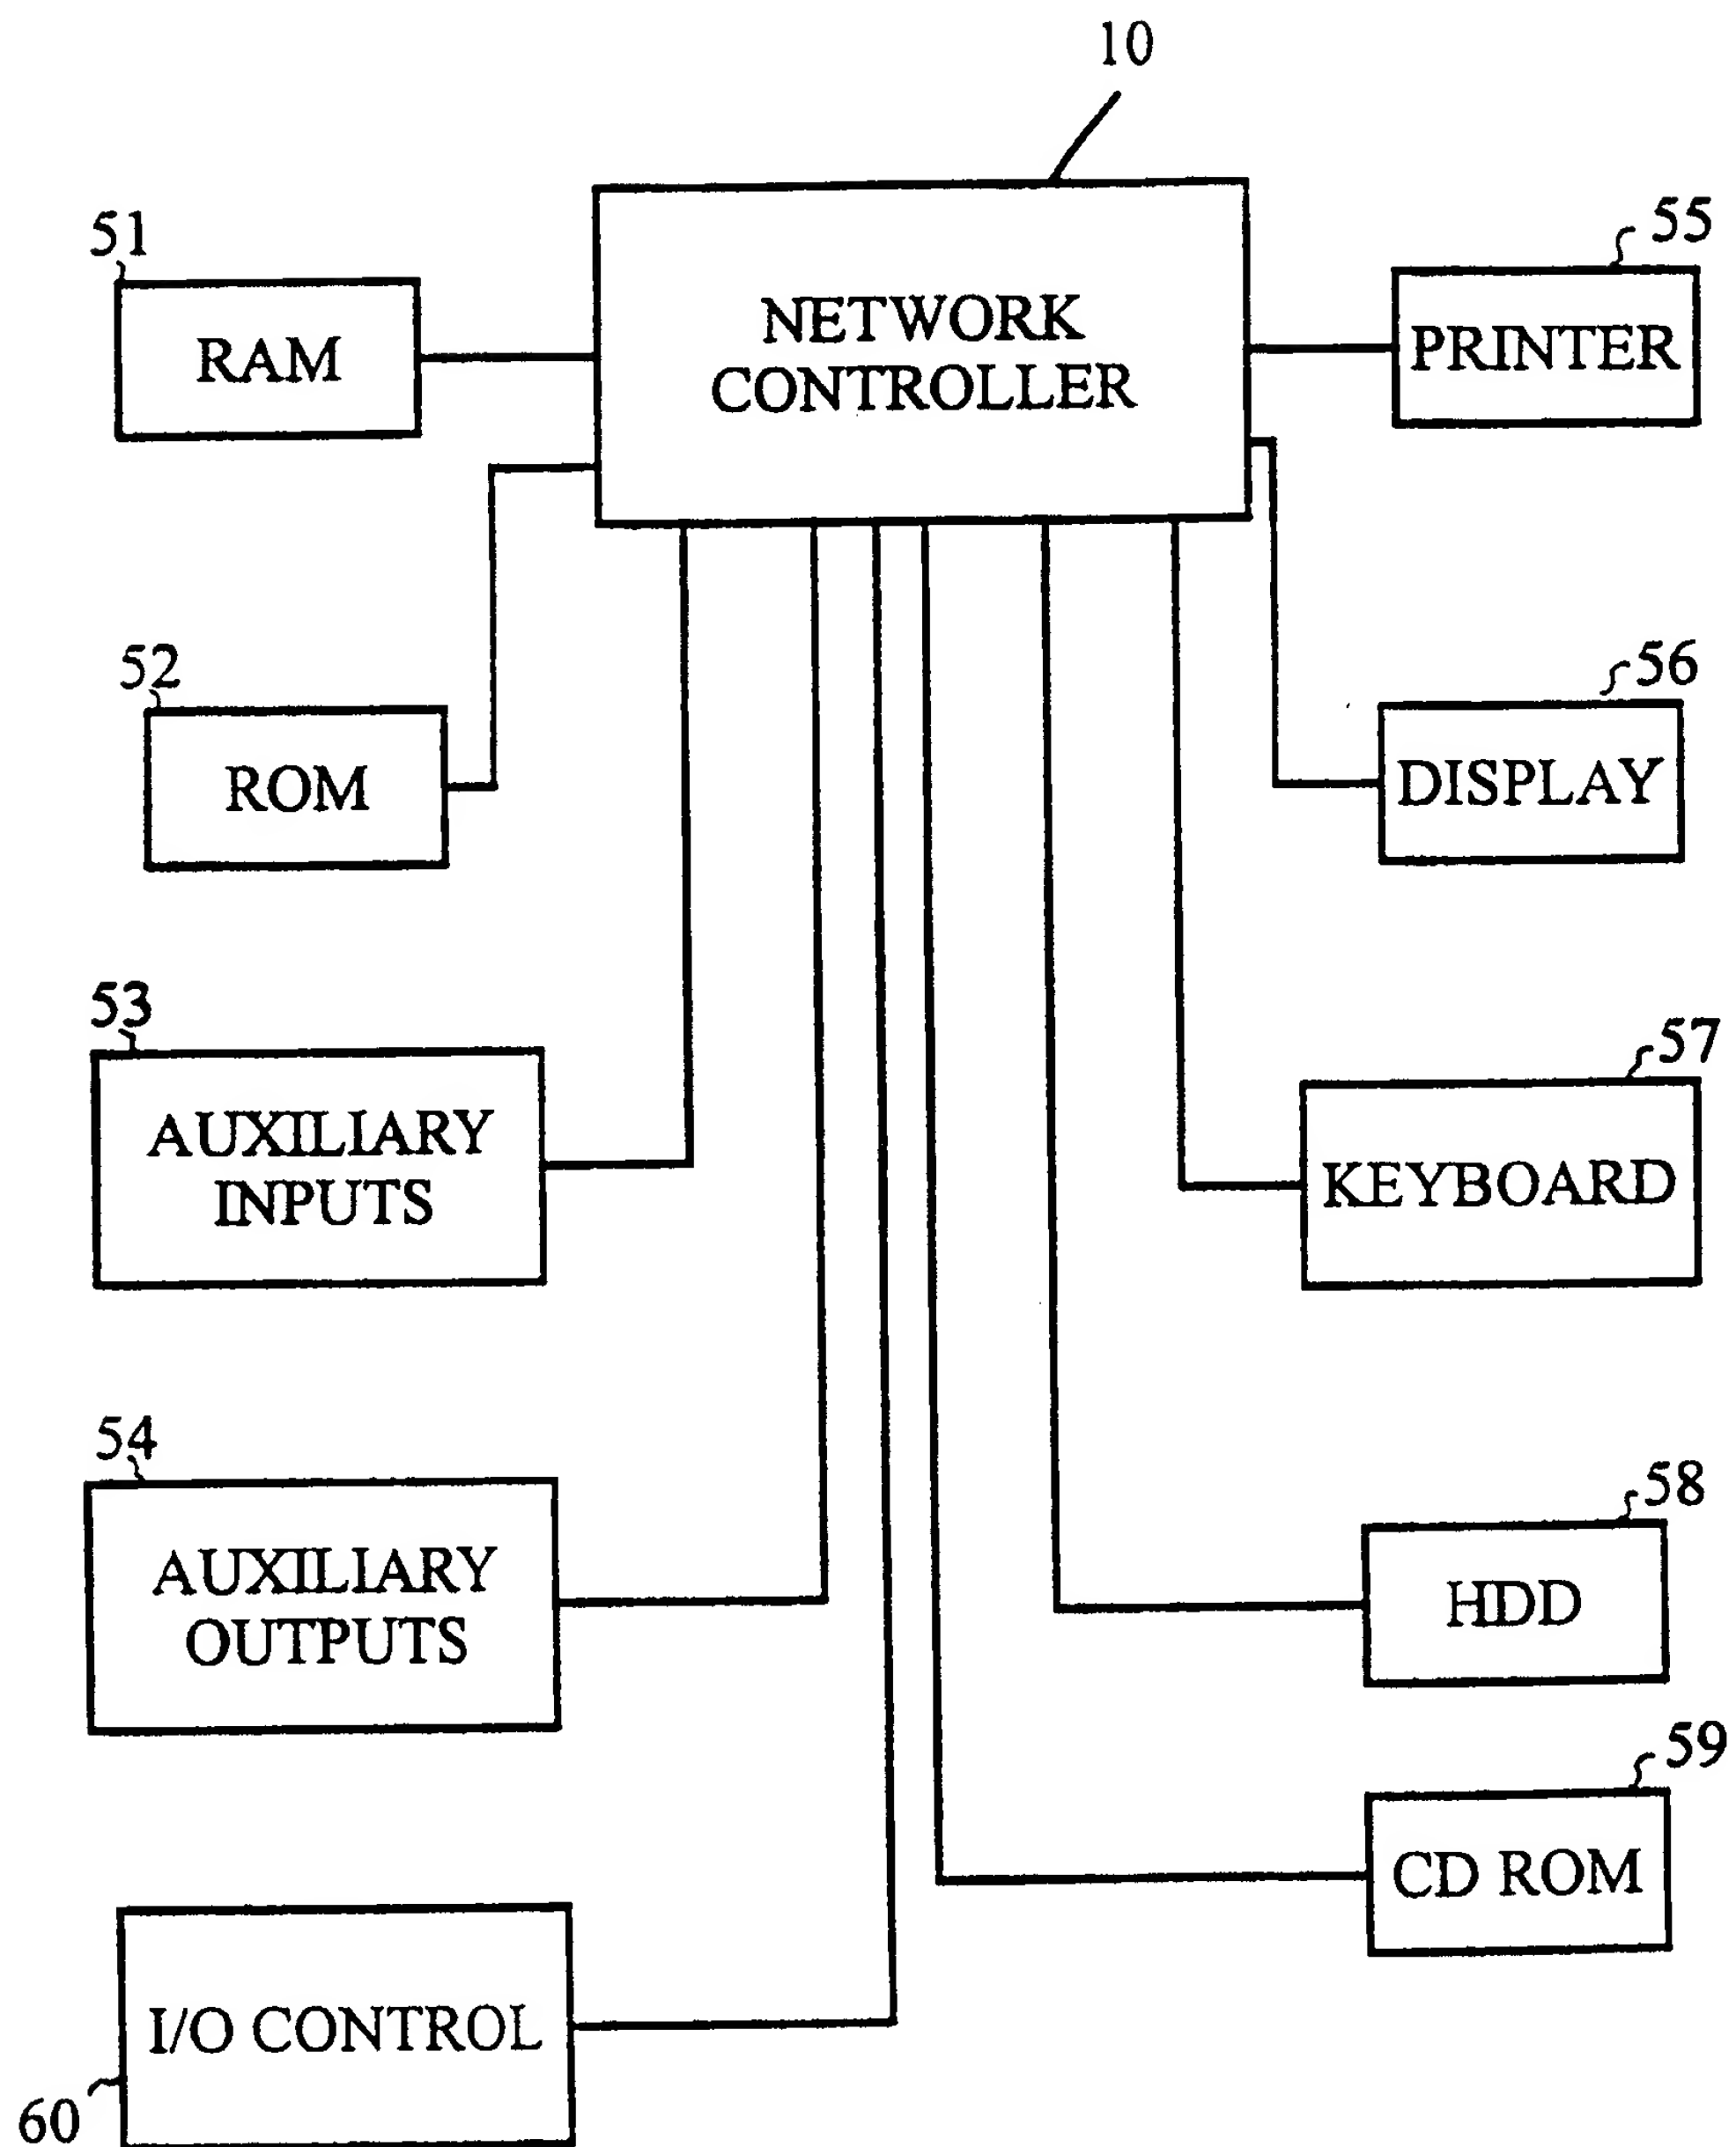 10
51
RAM
NETWORK
CONTROLLER
55
PRINTER
52
ROM
56
DISPLAY
53
AUXILIARY
INPUTS
57
KEYBOARD
54
AUXILIARY
OUTPUTS
58
HDD
59
CD ROM
I/O CONTROL
60